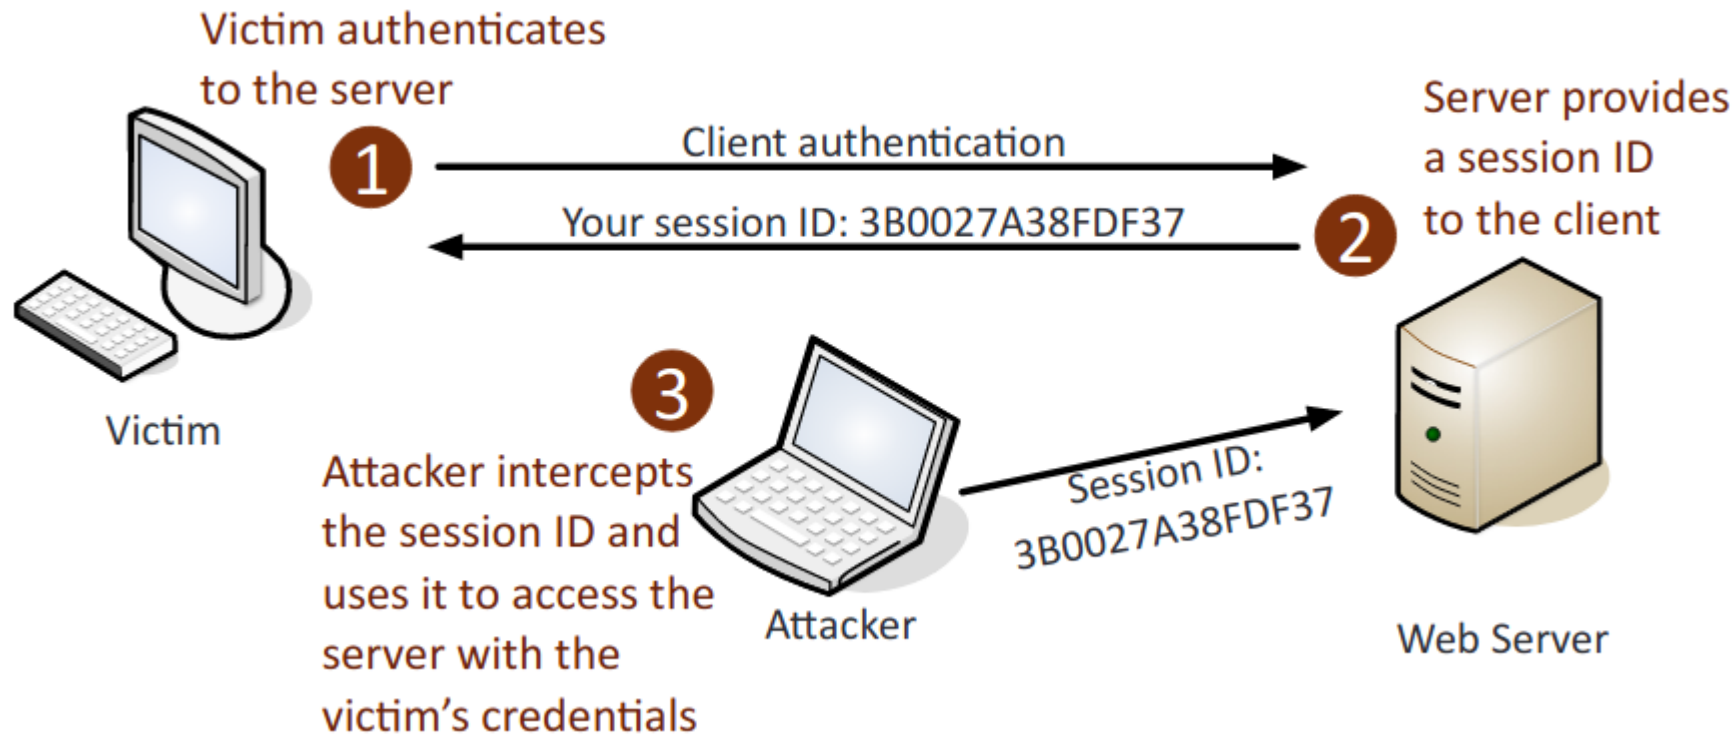 Victim authenticates
to the server
1
Client authentication
Your session ID: 3B0027A38FDF37
2
Server provides
a session ID
to the client
Victim
3
Attacker intercepts
the session ID and
uses it to access the
server with the
victim's credentials
Attacker
Session ID:
3B0027A38FDF37
Web Server